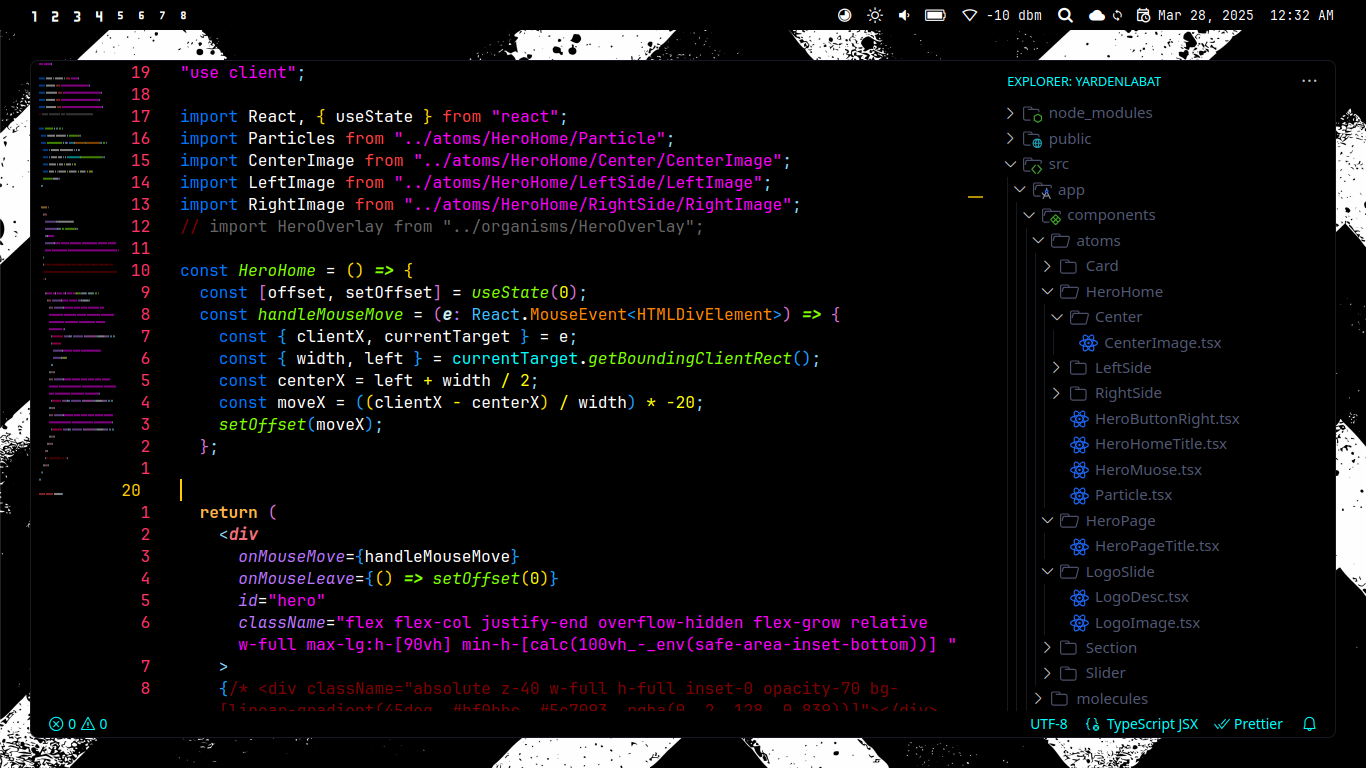 1 2 3 4 5 6 7 8
-10 dbm
Mar 28, 2025 12:32 AM
19 "use client";
18
17 import React, { useState } from "react";
16 import Particles from "../atoms/HeroHome/Particle";
15 import CenterImage from "../atoms/HeroHome/Center/CenterImage";
14 import LeftImage from "../atoms/HeroHome/LeftSide/LeftImage";
13 import RightImage from "../atoms/HeroHome/RightSide/RightImage";
12 // import HeroOverlay from "../organisms/HeroOverlay";
11
10 const HeroHome = () => {
9 const [offset, setOffset] = useState(0);
8 const handleMouseMove = (e: React.MouseEvent<HTMLDivElement>) => {
7 const { clientX, currentTarget } = e;
6 const { width, left } = currentTarget.getBoundingClientRect();
5 const centerX = left + width / 2;
4 const moveX = ((clientX - centerX) / width) * -20;
3 setOffset(moveX);
2 };
1
20
1 return (
2 <div
3 onMouseMove={handleMouseMove}
4 onMouseLeave={() => setOffset(0)}
5 id="hero"
6 className="flex flex-col justify-end overflow-hidden flex-grow relative
w-full max-lg:h-[90vh] min-h-[calc(100vh_-_env(safe-area-inset-bottom))] "
7 >
8 {/* <div className="absolute z-40 w-full h-full inset-0 opacity-70 bg-
EXPLORER: YARDENLABAT
node_modules
public
src
app
components
atoms
Card
HeroHome
Center
CenterImage.tsx
LeftSide
RightSide
HeroButtonRight.tsx
HeroHomeTitle.tsx
HeroMuose.tsx
Particle.tsx
HeroPage
HeroPageTitle.tsx
LogoSlide
LogoDesc.tsx
LogoImage.tsx
Section
Slider
molecules
0 0
UTF-8 TypeScript JSX Prettier